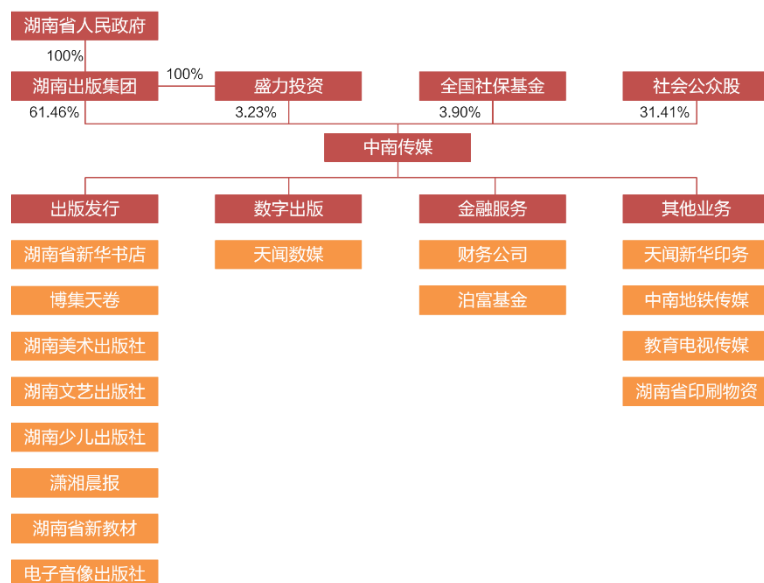 湖南省人民政府
100%
湖南出版集团
100%
盛力投资
全国社保基金
社会公众股
61.46%
3.23%
3.90%
31.41%
中南传媒
出版发行
数字出版
金融服务
其他业务
湖南省新华书店
天闻数媒
财务公司
天闻新华印务
博集天卷
泊富基金
中南地铁传媒
湖南美术出版社
教育电视传媒
湖南文艺出版社
湖南省印刷物资
湖南少儿出版社
潇湘晨报
湖南省新教材
电子音像出版社